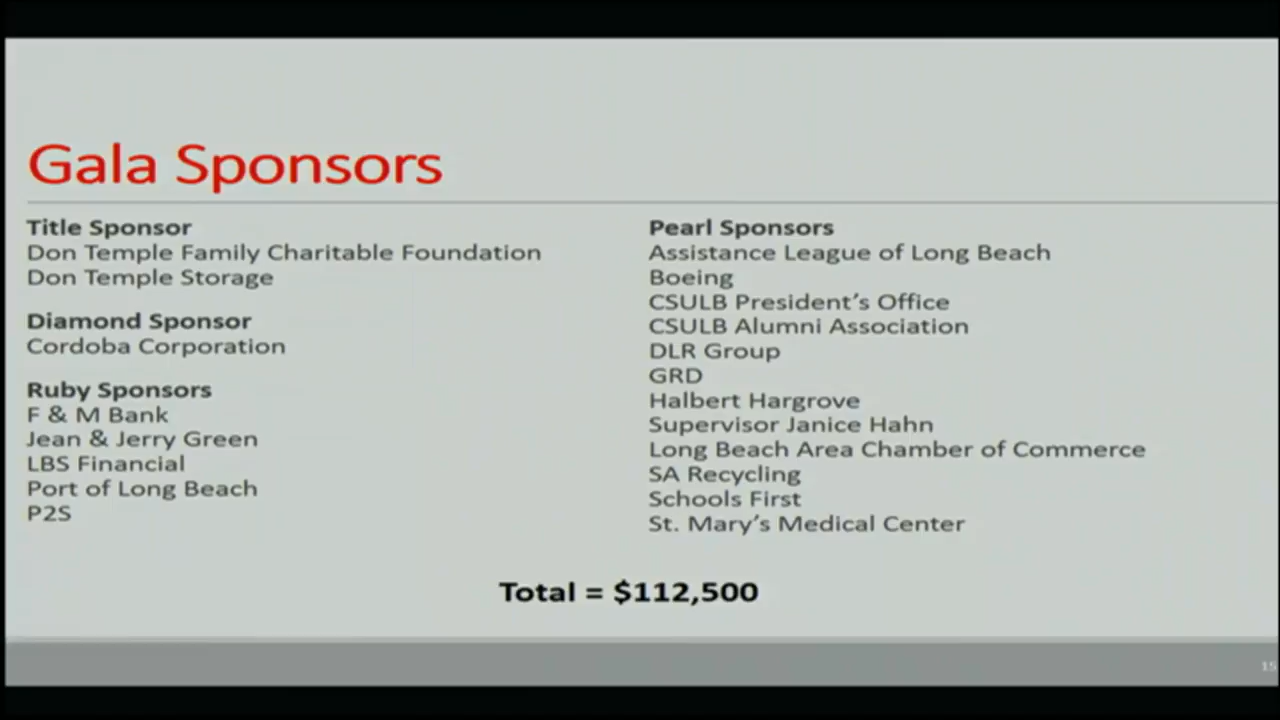 Gala Sponsors
Title Sponsor
Don Temple Family Charitable Foundation
Don Temple Storage
Diamond Sponsor
Cordoba Corporation
Ruby Sponsors
F & M Bank
Jean & Jerry Green
LBS Financial
Port of Long Beach
P2S
Pearl Sponsors
Assistance League of Long Beach
Boeing
CSULB President’s Office
CSULB Alumni Association
DLR Group
GRD
Halbert Hargrove
Supervisor Janice Hahn
Long Beach Area Chamber of Commerce
SA Recycling
Schools First
St. Mary’s Medical Center
Total = $112,500
15